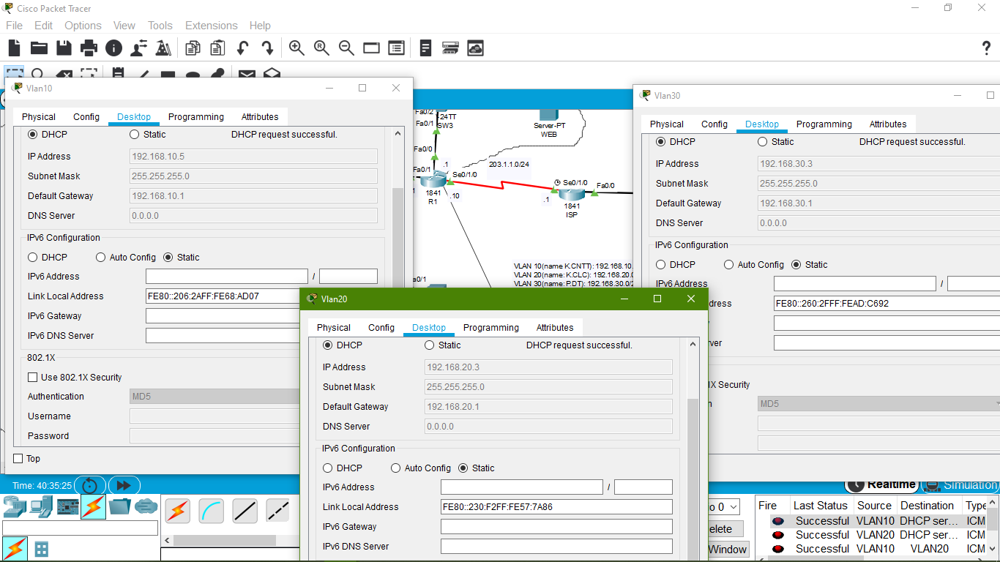 Cisco Packet Tracer
File Edit Options View Tools Extensions Help
Vlan10
Physical Config Desktop Programming Attributes
DHCP Static DHCP request successful.
IP Address 192.168.10.5
Subnet Mask 255.255.255.0
Default Gateway 192.168.10.1
DNS Server 0.0.0.0
IPv6 Configuration
DHCP Auto Config Static
IPv6 Address /
Link Local Address FE80::206:2AFF:FE68:AD07
IPv6 Gateway
IPv6 DNS Server
802.1X
Use 802.1X Security
Authentication MD5
Username
Password
Top
Fa0/2
24TT
Fa0/1
SW3
Server-PT
WEB
Fa0/0
.1
203.1.1.0/24
Fa0/1
Se0/1/0
Se0/1/0
Fa0/0
1841
R1
.10
.1
1841
ISP
VLAN 10(name K.CNTT): 192.168.10
VLAN 20(name: K.CLC): 192.168.20.0
VLAN 30(name: P.DT): 192.168.30.0/2
a0/1
Vlan30
Physical Config Desktop Programming Attributes
DHCP Static DHCP request successful.
IP Address 192.168.30.3
Subnet Mask 255.255.255.0
Default Gateway 192.168.30.1
DNS Server 0.0.0.0
IPv6 Configuration
DHCP Auto Config Static
IPv6 Address /
dress FE80::260:2FFF:FEAD:C692
ver
1X Security
n MD5
Vlan20
Physical Config Desktop Programming Attributes
DHCP Static DHCP request successful.
IP Address 192.168.20.3
Subnet Mask 255.255.255.0
Default Gateway 192.168.20.1
DNS Server 0.0.0.0
IPv6 Configuration
DHCP Auto Config Static
IPv6 Address /
Link Local Address FE80::230:F2FF:FE57:7A86
IPv6 Gateway
IPv6 DNS Server
Time: 40:35:25
Realtime Simulation
io 0
elete
Window
Fire Last Status Source Destination Type
Successful VLAN10 DHCP ser... ICM
Successful VLAN20 DHCP ser... ICM
Successful VLAN10 VLAN20 ICM